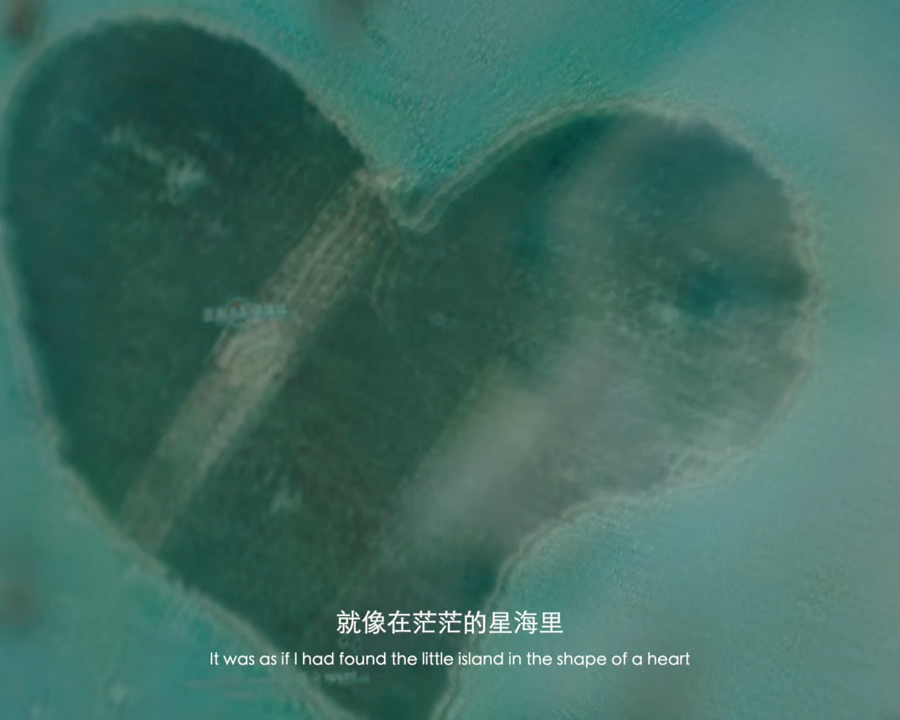 就像在茫茫的星海里
It was as if I had found the little island in the shape of a heart